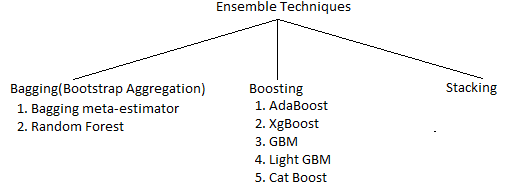 Ensemble Techniques
Bagging(Bootstrap Aggregation)
1. Bagging meta-estimator
2. Random Forest
Boosting
1. AdaBoost
2. XgBoost
3. GBM
4. Light GBM
5. Cat Boost
Stacking